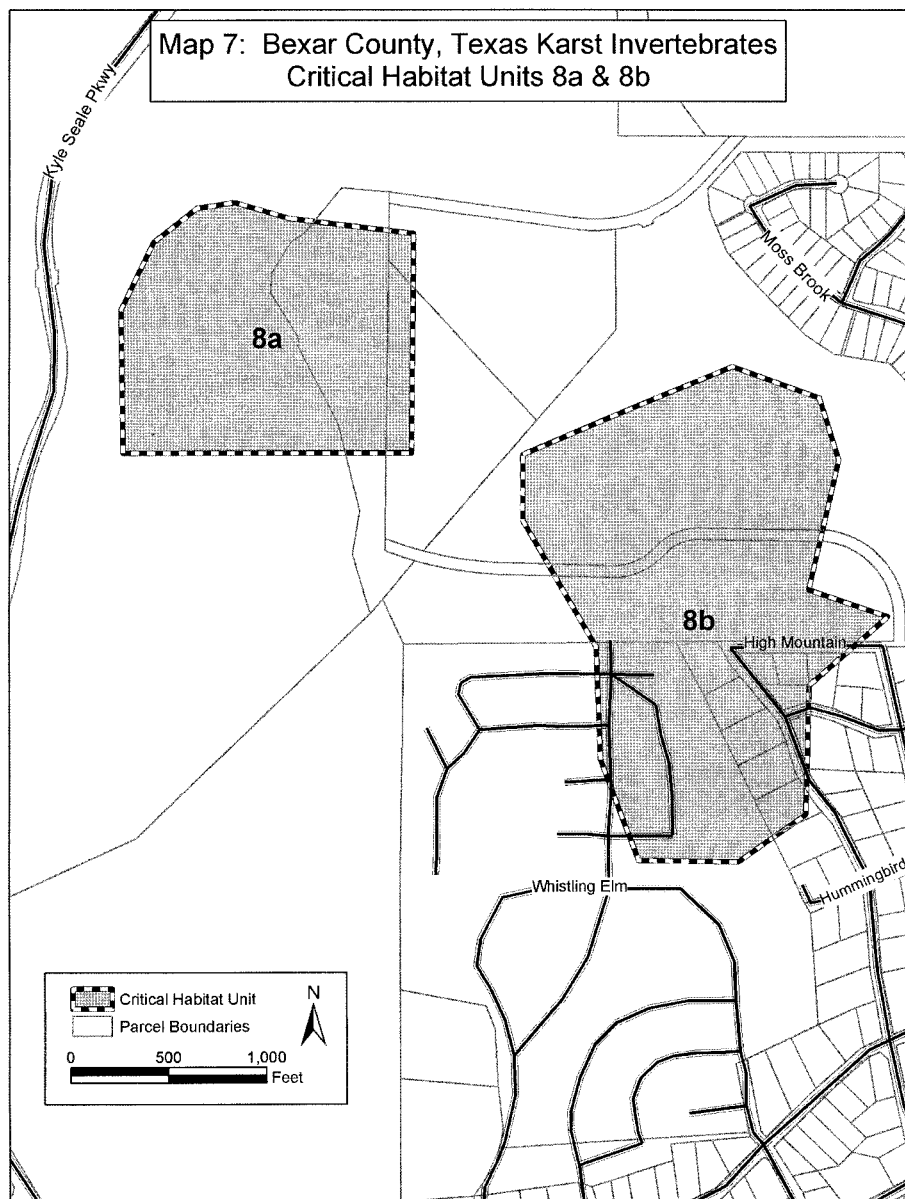 Map 7: Bexar County, Texas Karst Invertebrates
Critical Habitat Units 8a & 8b
Kyle Seale Pkwy
Moss Brook
8a
8b
High Mountain
Whistling Elm
Hummingbird
Critical Habitat Unit
Parcel Boundaries
N
0 500 1,000
Feet